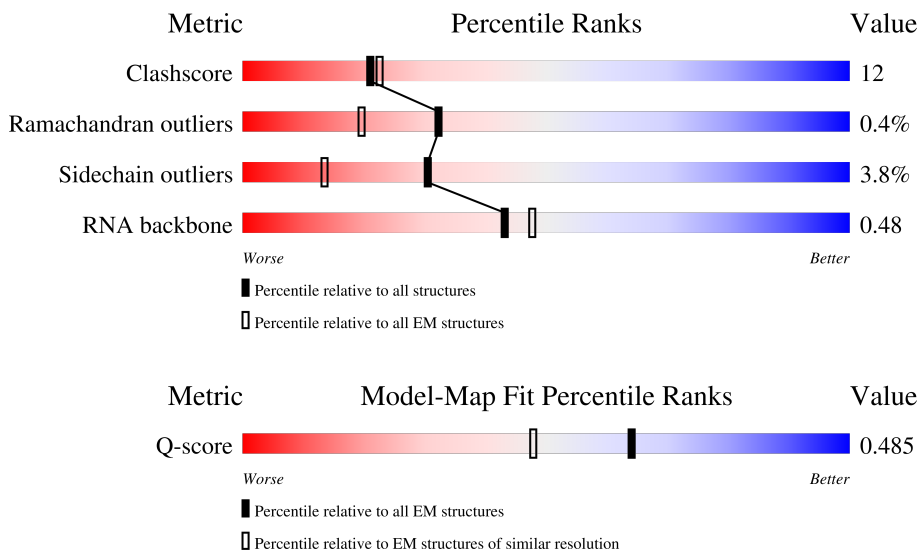 Metric Percentile Ranks Value
Clashscore 12
Ramachandran outliers 0.4%
Sidechain outliers 3.8%
RNA backbone 0.48
Worse Better
Percentile relative to all structures
Percentile relative to all EM structures
Metric Model-Map Fit Percentile Ranks Value
Q-score 0.485
Worse Better
Percentile relative to all EM structures
Percentile relative to EM structures of similar resolution